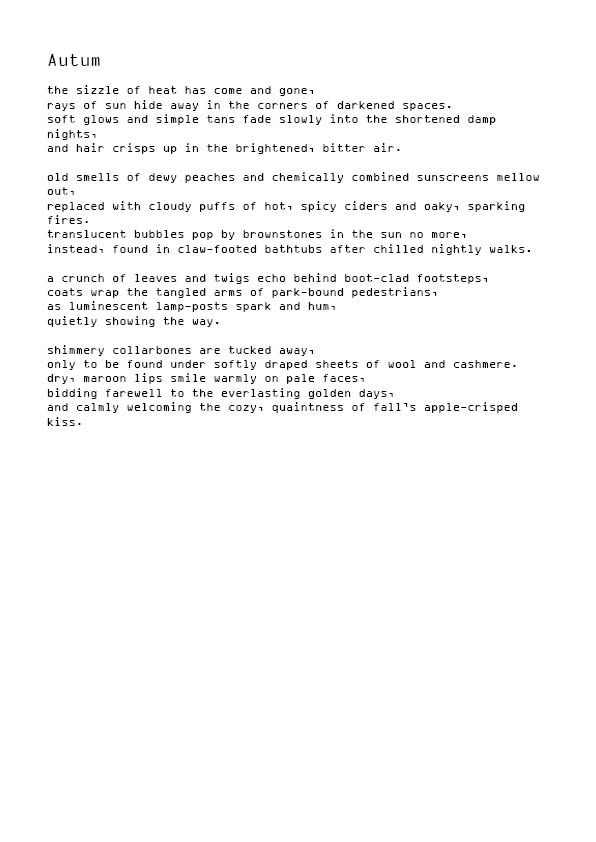 Autum
the sizzle of heat has come and gone,
rays of sun hide away in the corners of darkened spaces.
soft glows and simple tans fade slowly into the shortened damp
nights,
and hair crisps up in the brightened, bitter air.
old smells of dewy peaches and chemically combined sunscreens mellow
out,
replaced with cloudy puffs of hot, spicy ciders and oaky, sparking
fires.
translucent bubbles pop by brownstones in the sun no more,
instead, found in claw-footed bathtubs after chilled nightly walks.
a crunch of leaves and twigs echo behind boot-clad footsteps,
coats wrap the tangled arms of park-bound pedestrians,
as luminescent lamp-posts spark and hum,
quietly showing the way.
shimmery collarbones are tucked away,
only to be found under softly draped sheets of wool and cashmere.
dry, maroon lips smile warmly on pale faces,
bidding farewell to the everlasting golden days,
and calmly welcoming the cozy, quaintness of fall's apple-crisped
kiss.